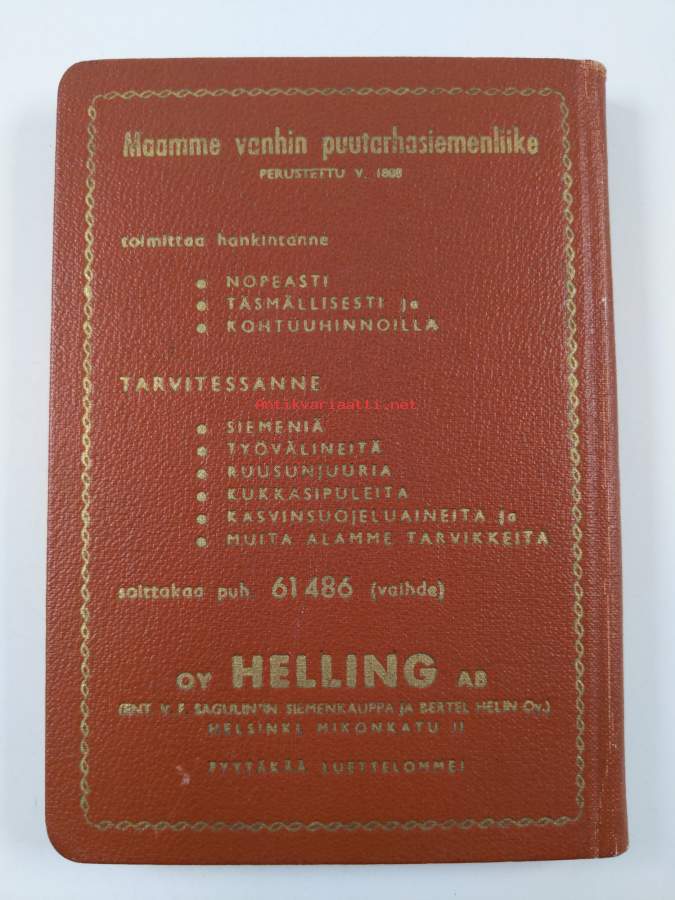 Maamme vanhin puutarhasiemenliike
PERUSTETTU V. 1808
toimittaa hankintanne
• NOPEASTI
• TÄSMÄLLISESTI ja
• KOHTUUHINNOILLA
TARVITESSANNE
Antikvariaatti.net
• SIEMENIÄ
• TYÖVÄLINEITÄ
• RUUSUNJUURIA
• KUKKASIPULEITA
• KASVINSUOJELUAINEITA ja
• MUITA ALAMME TARVIKKEITA
soittakaa puh. 61 486 (vaihde)
OY HELLING AB
(ENT. V. F. SAGULIN'IN SIEMENKAUPPA JA BERTEL HELIN OY.)
HELSINKI, MIKONKATU 11
PYYTÄKÄÄ LUETTELOMME!